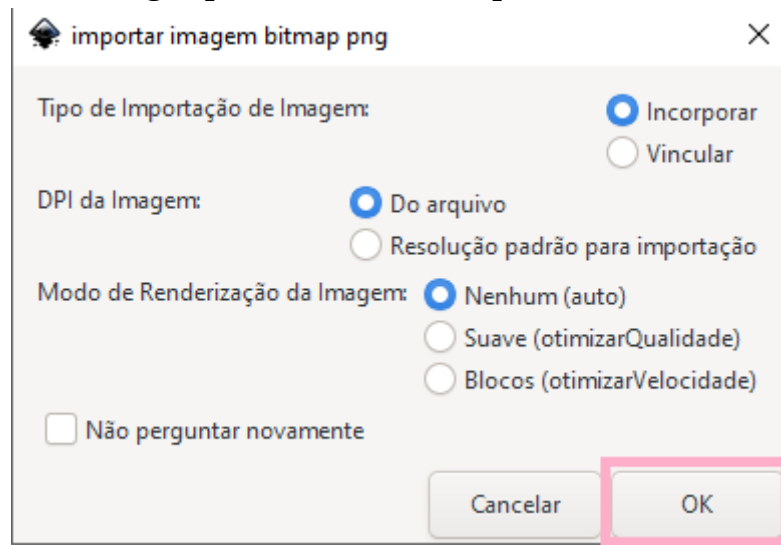 importar imagem bitmap png
Tipo de Importação de Imagem:
Incorporar
Vincular
DPI da Imagem:
Do arquivo
Resolução padrão para importação
Modo de Renderização da Imagem:
Nenhum (auto)
Suave (otimizarQualidade)
Blocos (otimizarVelocidade)
Não perguntar novamente
Cancelar
OK